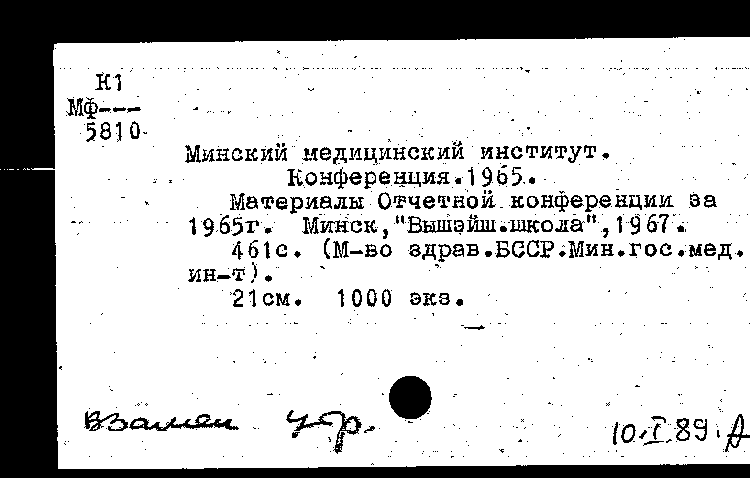 К1
МФ---
5810
Минский медицинский институт.
Конференция.1965.
Материалы Отчетной конференции за
1965г. Минск,"Вышэйш.школа",1967.
461с. (М-во здрав.БССР.Мин.гос.мед.
ин-т).
21см. 1000 экз.
взамен утр.
10.I.89.